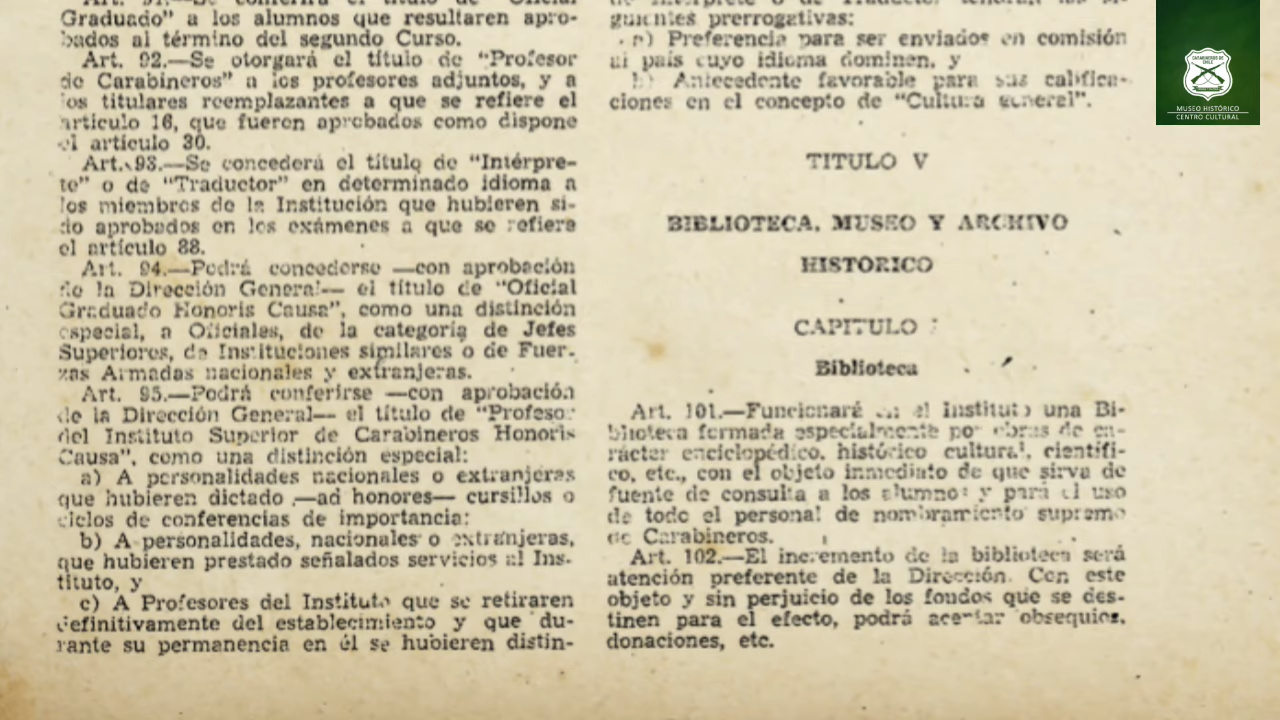 Graduado" a los alumnos que resultaren apro-
bados al término del segundo Curso.
Art. 92.—Se otorgará el título de "Profesor
de Carabineros" a los profesores adjuntos, y a
los titulares reemplazantes a que se refiere el
artículo 16, que fueren aprobados como dispone
el artículo 30.
Art. 93.—Se concederá el título de "Intérpre-
te" o de "Traductor" en determinado idioma a
los miembros de la Institución que hubieren si-
do aprobados en los exámenes a que se refiere
el artículo 88.
Art. 94.—Podrá concederse —con aprobación
de la Dirección General— el título de "Oficial
Graduado Honoris Causa", como una distinción
especial, a Oficiales, de la categoría de Jefes
Superiores, de Instituciones similares o de Fuer-
zas Armadas nacionales y extranjeras.
Art. 95.—Podrá conferirse —con aprobación
de la Dirección General— el título de "Profesor
del Instituto Superior de Carabineros Honoris
Causa", como una distinción especial:
a) A personalidades nacionales o extranjeras
que hubieren dictado —ad honores— cursillos o
ciclos de conferencias de importancia:
b) A personalidades, nacionales o extranjeras,
que hubieren prestado señalados servicios al Ins-
tituto, y
c) A Profesores del Instituto que se retiraren
definitivamente del establecimiento y que du-
rante su permanencia en él se hubieren distin-
guientes prerrogativas:
a) Preferencia para ser enviados en comisión
al país cuyo idioma dominen, y
b) Antecedente favorable para sus califica-
ciones en el concepto de "Cultura general".
TITULO V
BIBLIOTECA, MUSEO Y ARCHIVO
HISTORICO
CAPITULO
Biblioteca
Art. 101.—Funcionará en el Instituto una Bi-
blioteca formada especialmente por obras de ca-
rácter enciclopédico, histórico cultural, científi-
co, etc., con el objeto inmediato de que sirva de
fuente de consulta a los alumnos y para el uso
de todo el personal de nombramiento supremo
de Carabineros.
Art. 102.—El incremento de la biblioteca será
atención preferente de la Dirección. Con este
objeto y sin perjuicio de los fondos que se des-
tinen para el efecto, podrá aceptar obsequios,
donaciones, etc.
CARABINEROS DE
CHILE
MUSEO HISTÓRICO
CENTRO CULTURAL